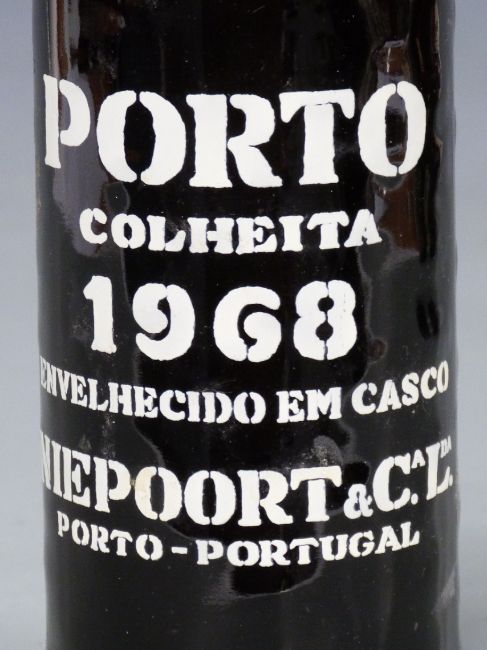 PORTO
COLHEITA
1968
ENVELHECIDO EM CASCO
NIEPOORT & C.ᴬ L.ᴰᴬ
PORTO - PORTUGAL